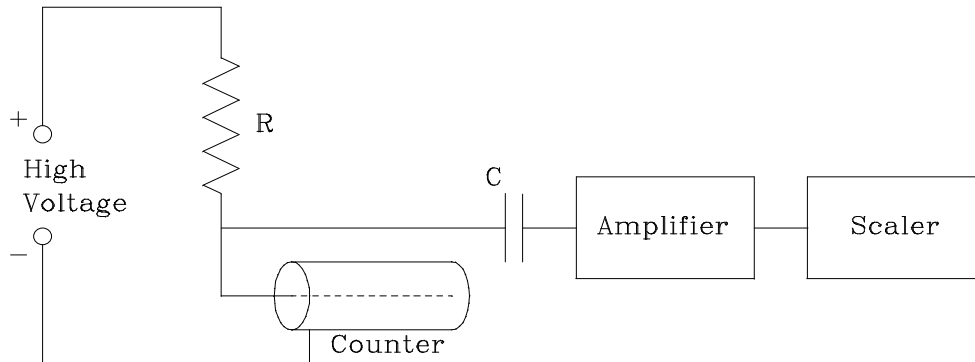 +
R
High
Voltage
−
C
Amplifier
Scaler
Counter